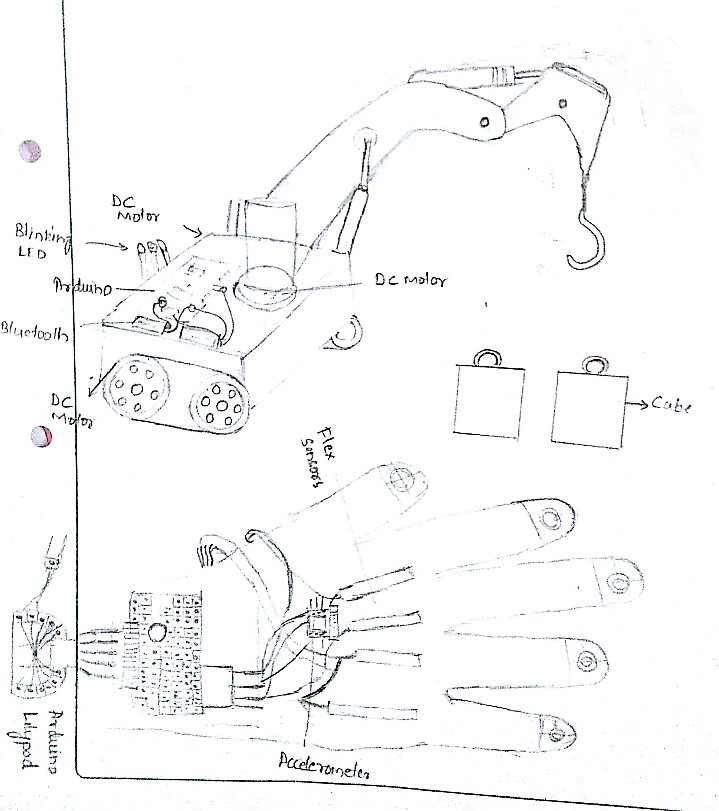 DC
Motor
Blinking
LED
Arduino
DC Motor
Bluetooth
DC
Motor
Cube
Flex
Sensors
Arduino
Lilypad
Accelerometer